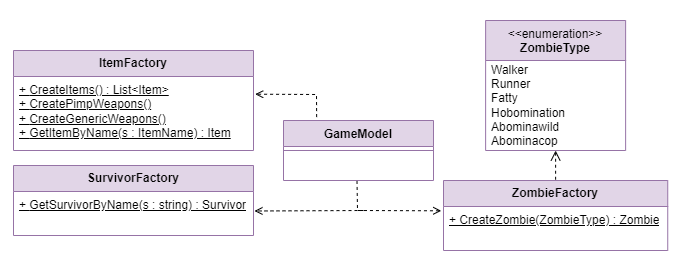 ItemFactory
+ CreateItems() : List<Item>
+ CreatePimpWeapons()
+ CreateGenericWeapons()
+ GetItemByName(s : ItemName) : Item
SurvivorFactory
+ GetSurvivorByName(s : string) : Survivor
GameModel
<<enumeration>>
ZombieType
Walker
Runner
Fatty
Hobomination
Abominawild
Abominacop
ZombieFactory
+ CreateZombie(ZombieType) : Zombie